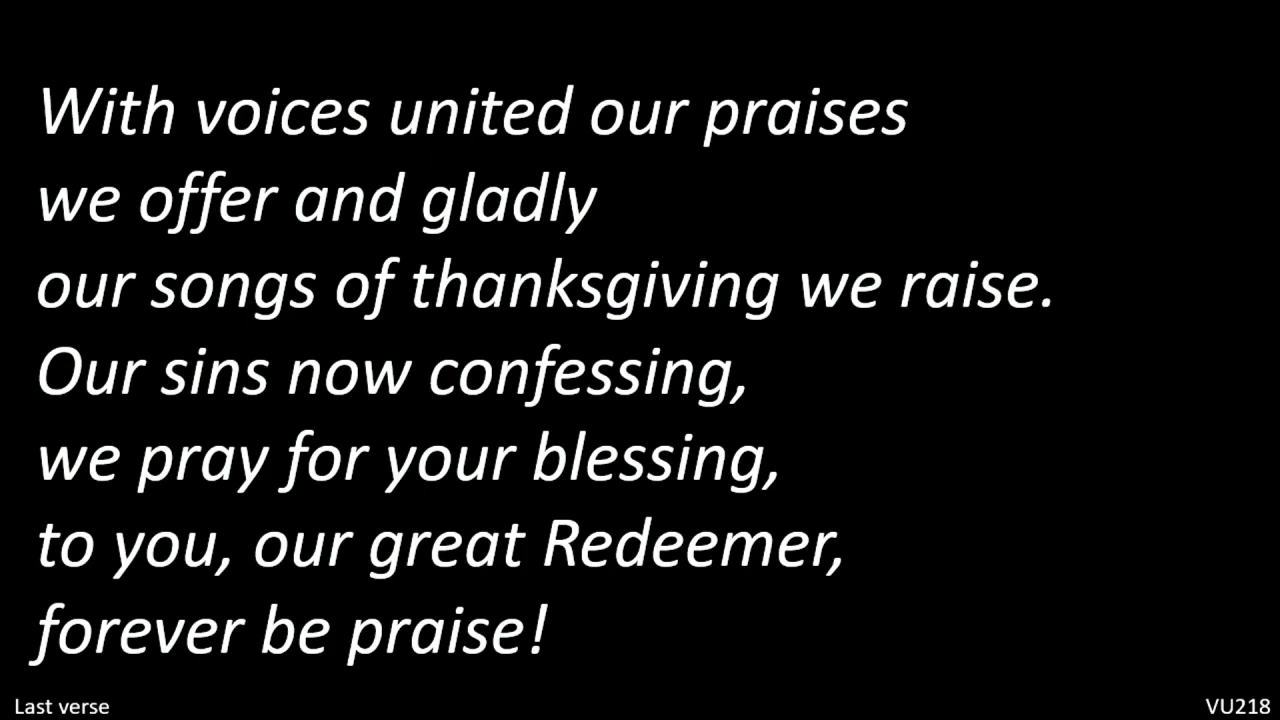 With voices united our praises
we offer and gladly
our songs of thanksgiving we raise.
Our sins now confessing,
we pray for your blessing,
to you, our great Redeemer,
forever be praise!
Last verse
VU218